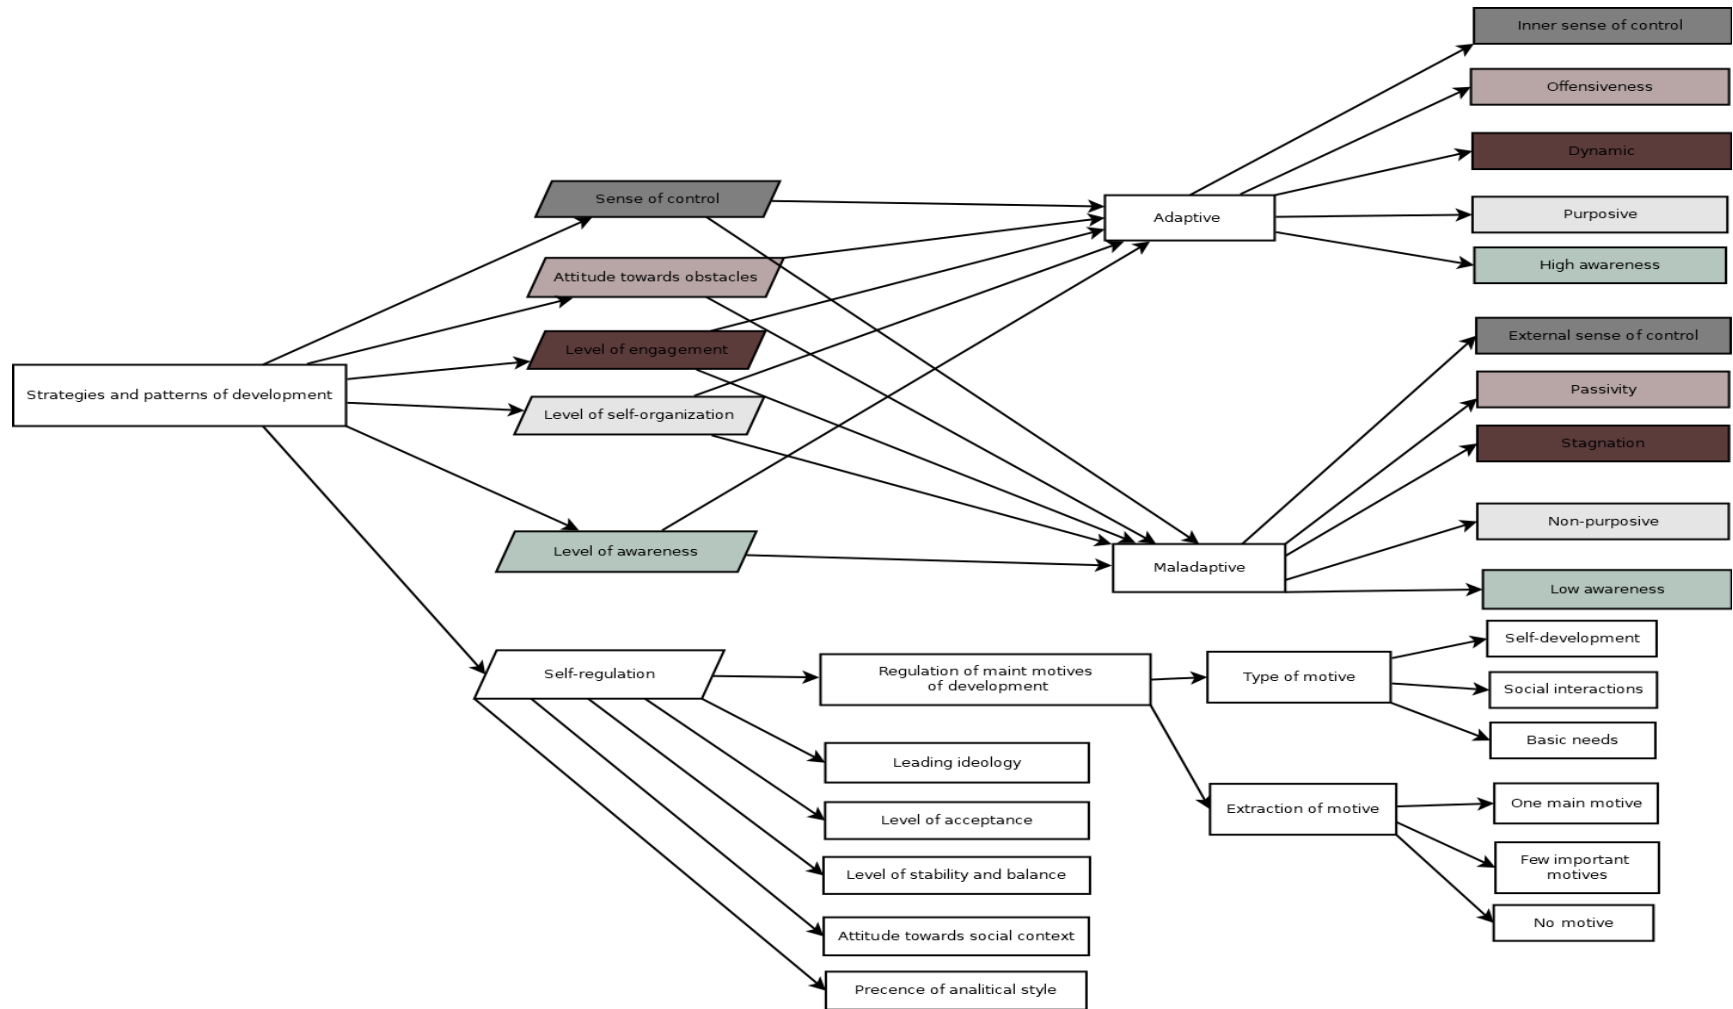 Strategies and patterns of development
Sense of control
Attitude towards obstacles
Level of engagement
Level of self-organization
Level of awareness
Self-regulation
Adaptive
Maladaptive
Inner sense of control
Offensiveness
Dynamic
Purposive
High awareness
External sense of control
Passivity
Stagnation
Non-purposive
Low awareness
Regulation of maint motives
of development
Leading ideology
Level of acceptance
Level of stability and balance
Attitude towards social context
Precence of analitical style
Type of motive
Extraction of motive
Self-development
Social interactions
Basic needs
One main motive
Few important
motives
No motive